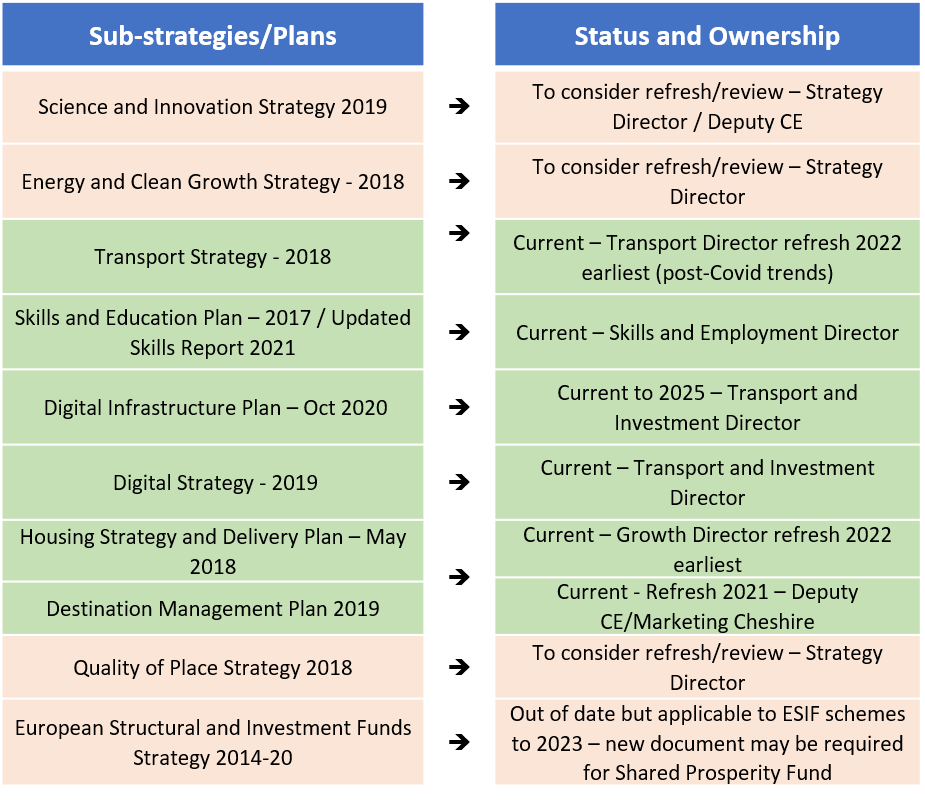 Sub-strategies/Plans
Status and Ownership
Science and Innovation Strategy 2019
➔
To consider refresh/review – Strategy
Director / Deputy CE
Energy and Clean Growth Strategy - 2018
➔
To consider refresh/review – Strategy
Director
Transport Strategy - 2018
➔
Current – Transport Director refresh 2022
earliest (post-Covid trends)
Skills and Education Plan – 2017 / Updated
Skills Report 2021
➔
Current – Skills and Employment Director
Digital Infrastructure Plan – Oct 2020
➔
Current to 2025 – Transport and
Investment Director
Digital Strategy - 2019
➔
Current – Transport and Investment
Director
Housing Strategy and Delivery Plan – May
2018
➔
Current – Growth Director refresh 2022
earliest
Destination Management Plan 2019
Current - Refresh 2021 – Deputy
CE/Marketing Cheshire
Quality of Place Strategy 2018
➔
To consider refresh/review – Strategy
Director
European Structural and Investment Funds
Strategy 2014-20
➔
Out of date but applicable to ESIF schemes
to 2023 – new document may be required
for Shared Prosperity Fund